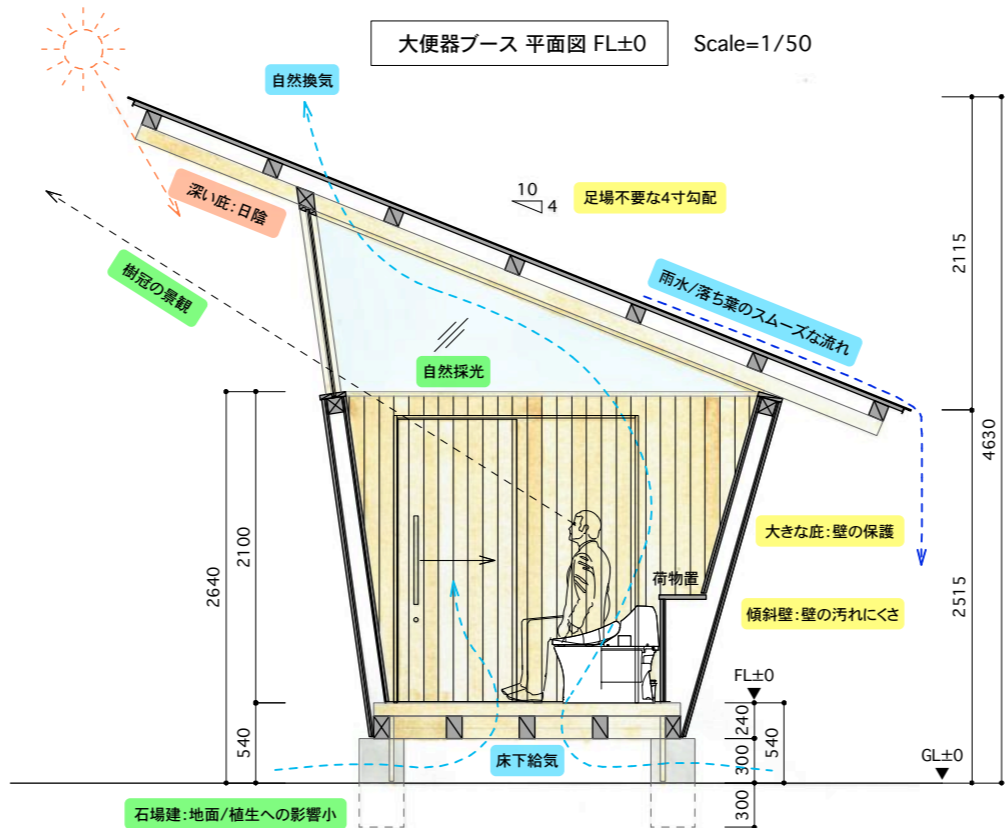 大便器ブース 平面図 FL±0
Scale=1/50
自然換気
深い庇:日陰
10
4
足場不要な4寸勾配
樹冠の景観
雨水/落ち葉のスムーズな流れ
自然採光
2115
4630
2640
2100
大きな庇:壁の保護
荷物置
傾斜壁:壁の汚れにくさ
2515
FL±0
540
240
540
床下給気
300
GL±0
300
石場建:地面/植生への影響小